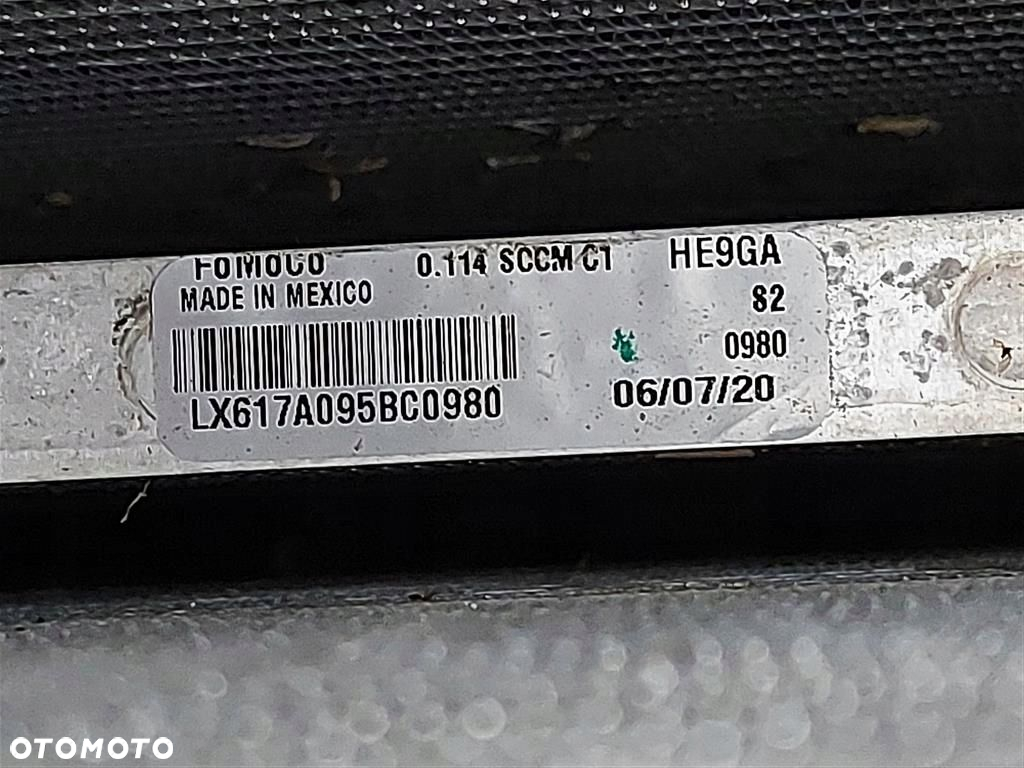 FOMOCO 0.114 SCCM C1 HE9GA
MADE IN MEXICO 82
0980
LX617A095BC0980 06/07/20
OTOMOTO